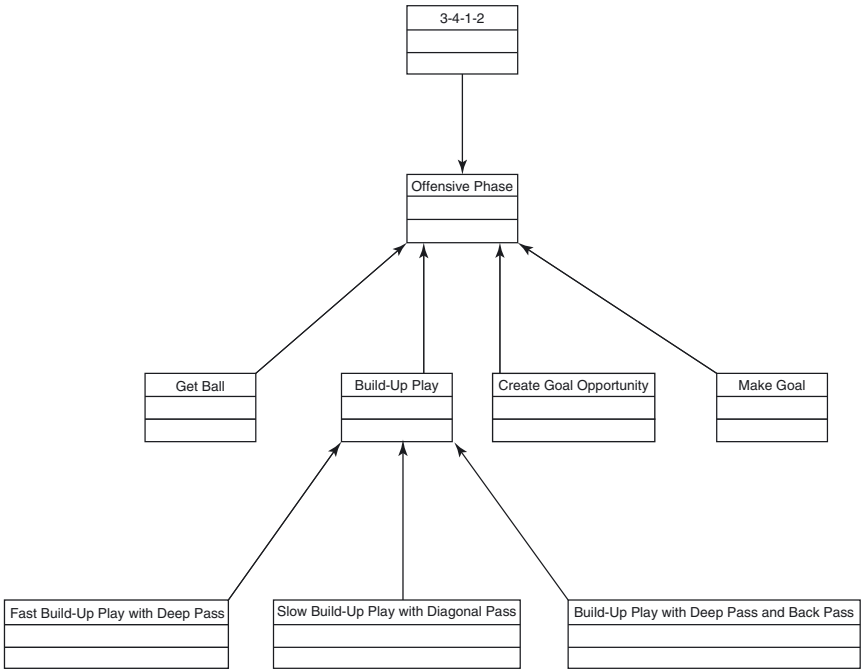 3-4-1-2
Offensive Phase
Get Ball
Build-Up Play
Create Goal Opportunity
Make Goal
Fast Build-Up Play with Deep Pass
Slow Build-Up Play with Diagonal Pass
Build-Up Play with Deep Pass and Back Pass